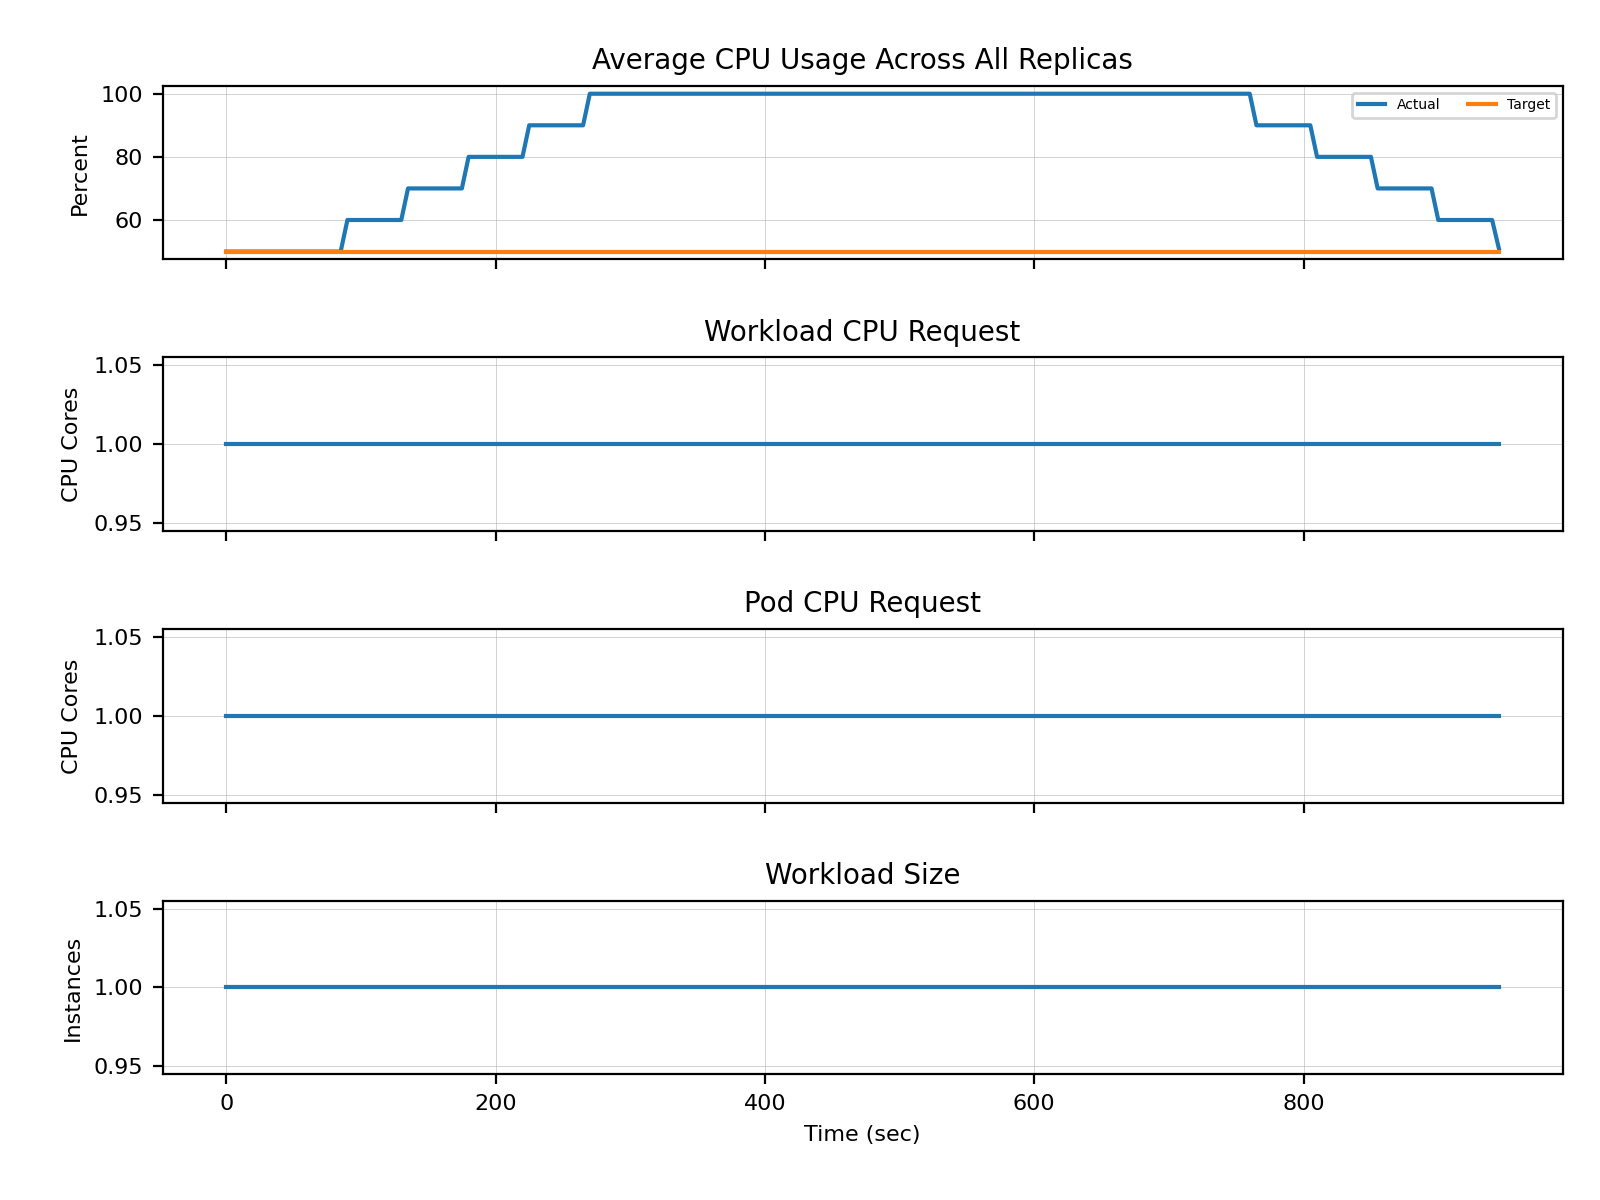 Average CPU Usage Across All Replicas
100
80
60
Percent
Actual
Target
Workload CPU Request
1.05
1.00
0.95
CPU Cores
Pod CPU Request
1.05
1.00
0.95
CPU Cores
Workload Size
1.05
1.00
0.95
Instances
0 200 400 600 800
Time (sec)